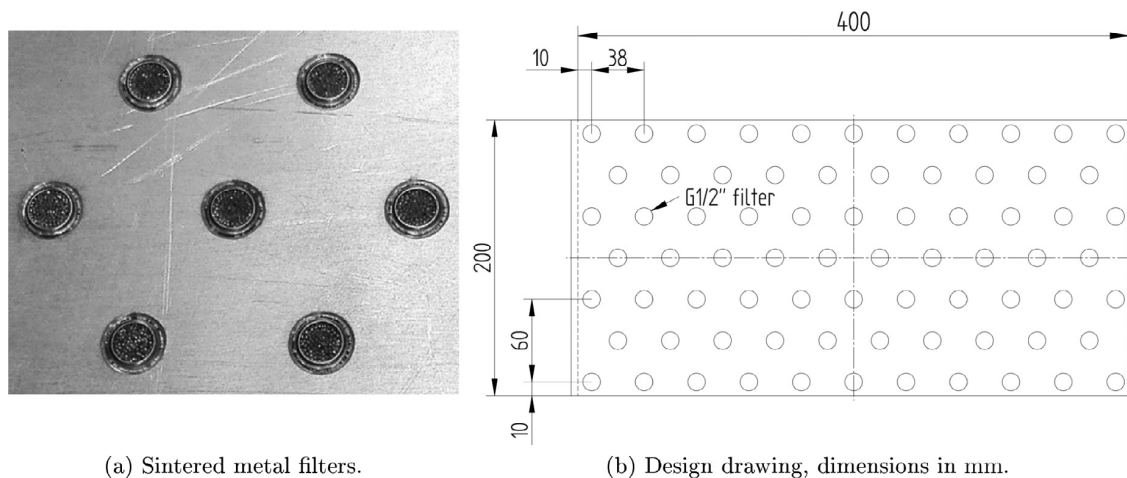 400
10
38
G1/2" filter
200
60
10
(a) Sintered metal filters.
(b) Design drawing, dimensions in mm.